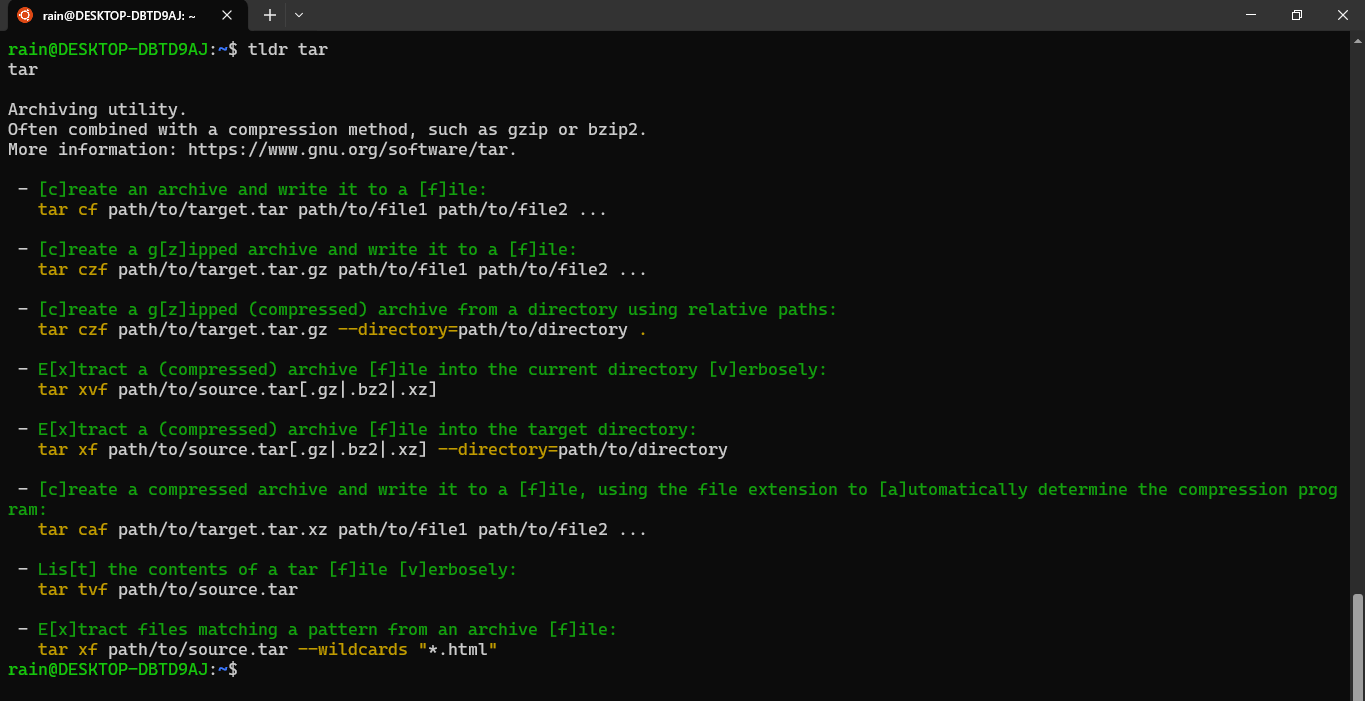 rain@DESKTOP-DBTD9AJ: ~
rain@DESKTOP-DBTD9AJ:~$ tldr tar
tar
Archiving utility.
Often combined with a compression method, such as gzip or bzip2.
More information: https://www.gnu.org/software/tar.
- [c]reate an archive and write it to a [f]ile:
tar cf path/to/target.tar path/to/file1 path/to/file2 ...
- [c]reate a g[z]ipped archive and write it to a [f]ile:
tar czf path/to/target.tar.gz path/to/file1 path/to/file2 ...
- [c]reate a g[z]ipped (compressed) archive from a directory using relative paths:
tar czf path/to/target.tar.gz --directory=path/to/directory .
- E[x]tract a (compressed) archive [f]ile into the current directory [v]erbosely:
tar xvf path/to/source.tar[.gz|.bz2|.xz]
- E[x]tract a (compressed) archive [f]ile into the target directory:
tar xf path/to/source.tar[.gz|.bz2|.xz] --directory=path/to/directory
- [c]reate a compressed archive and write it to a [f]ile, using the file extension to [a]utomatically determine the compression prog
ram:
tar caf path/to/target.tar.xz path/to/file1 path/to/file2 ...
- Lis[t] the contents of a tar [f]ile [v]erbosely:
tar tvf path/to/source.tar
- E[x]tract files matching a pattern from an archive [f]ile:
tar xf path/to/source.tar --wildcards "*.html"
rain@DESKTOP-DBTD9AJ:~$